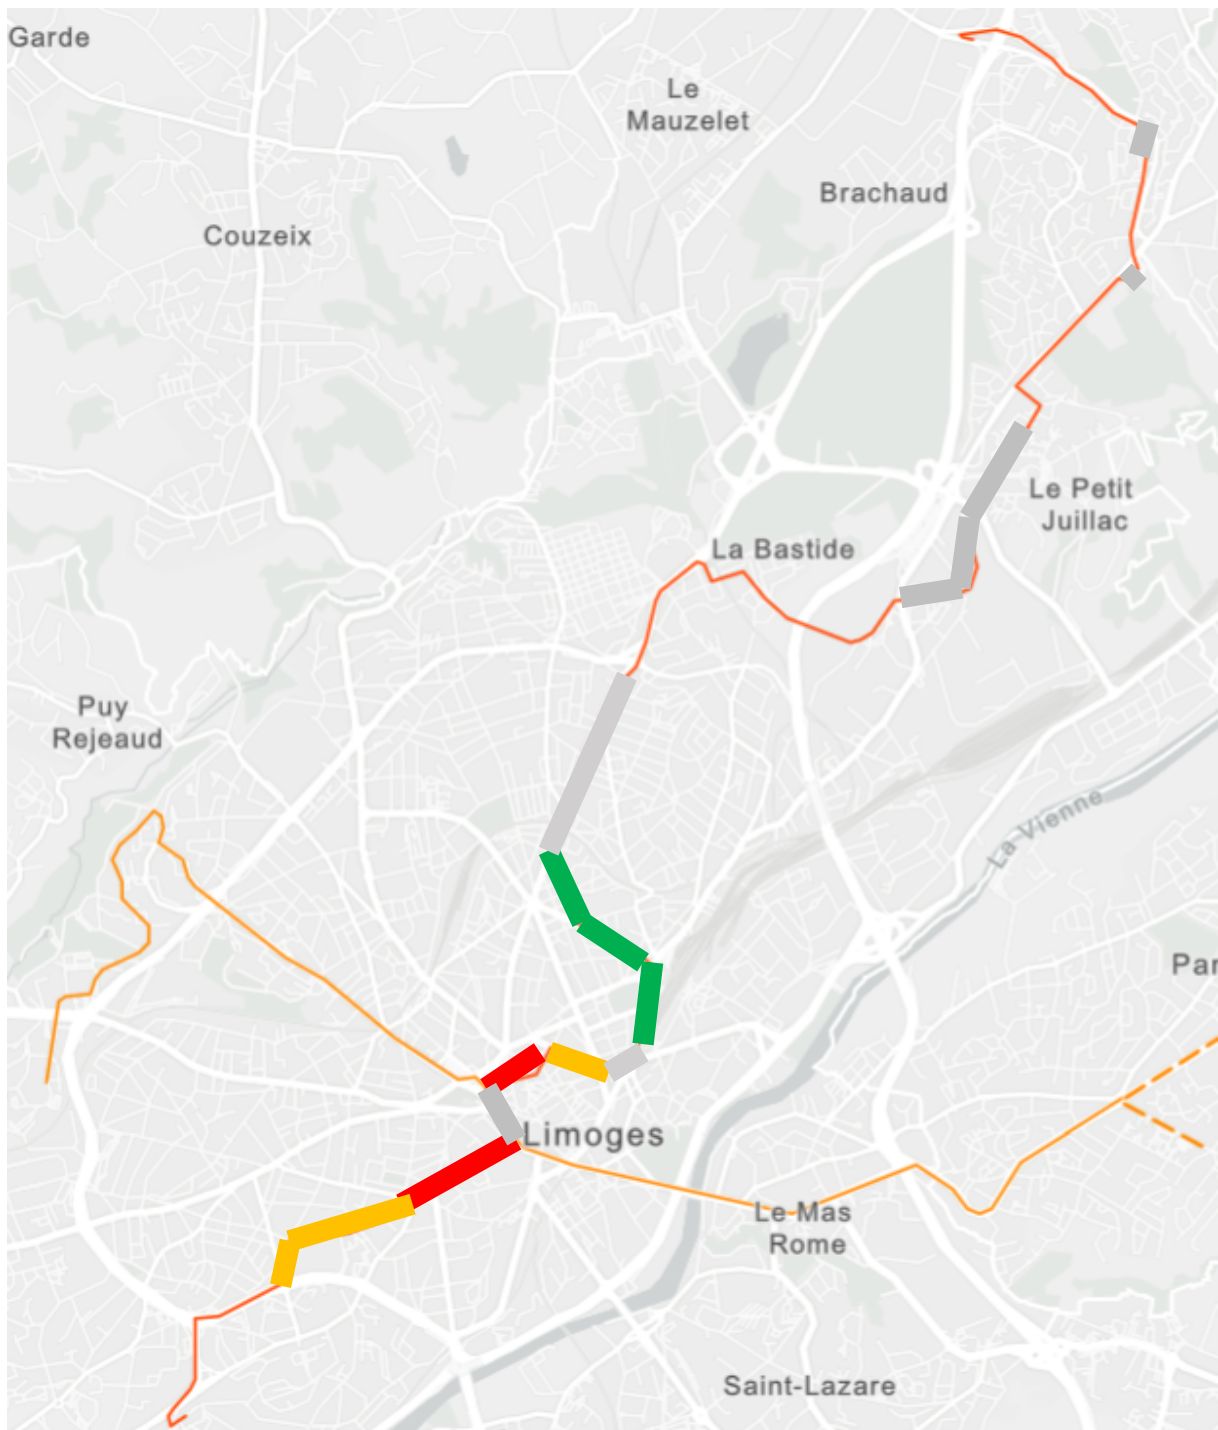 Garde
Le
Mauzelet
Brachaud
Couzeix
Le Petit
Juillac
La Bastide
Puy
Rejeaud
La Vienne
Par
Limoges
Le Mas
Rome
Saint-Lazare